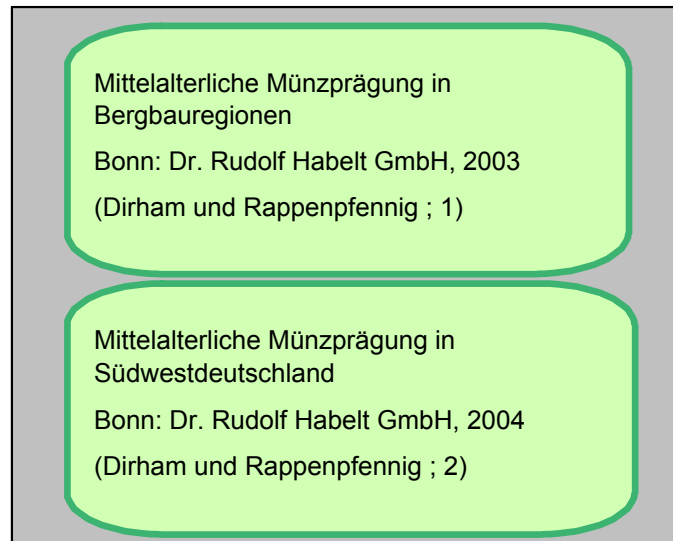 Mittelalterliche Münzprägung in
Bergbauregionen
Bonn: Dr. Rudolf Habelt GmbH, 2003
(Dirham und Rappenpfennig ; 1)
Mittelalterliche Münzprägung in
Südwestdeutschland
Bonn: Dr. Rudolf Habelt GmbH, 2004
(Dirham und Rappenpfennig ; 2)